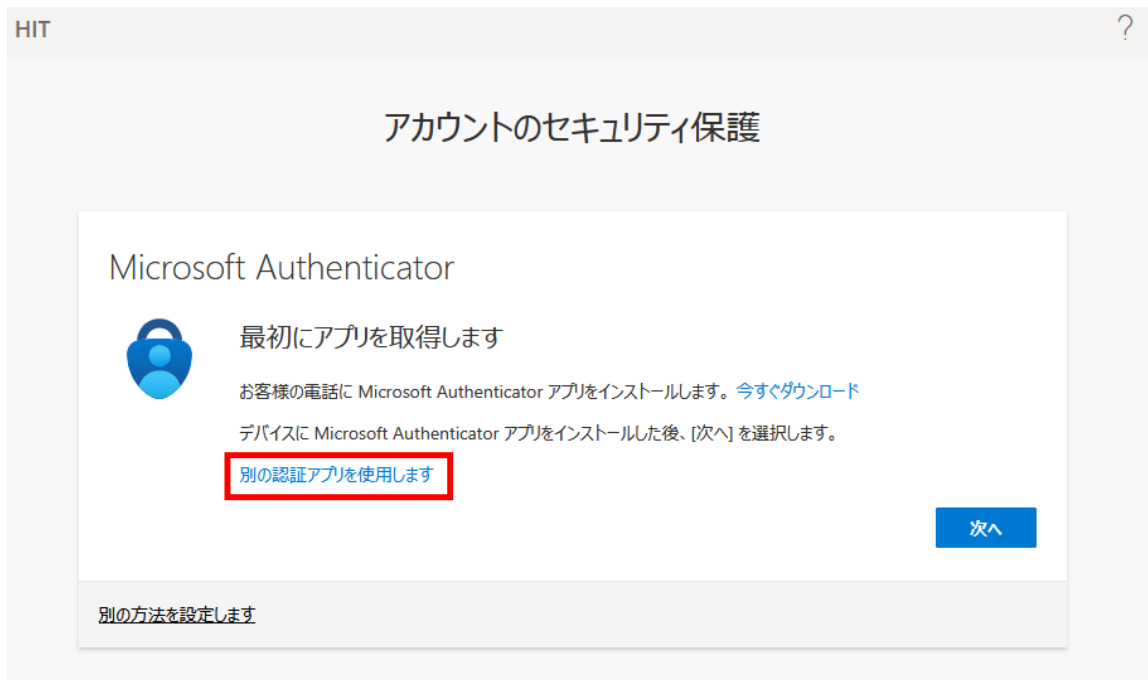 HIT
?
アカウントのセキュリティ保護
Microsoft Authenticator
最初にアプリを取得します
お客様の電話に Microsoft Authenticator アプリをインストールします。今すぐダウンロード
デバイスに Microsoft Authenticator アプリをインストールした後、[次へ] を選択します。
別の認証アプリを使用します
次へ
別の方法を設定します